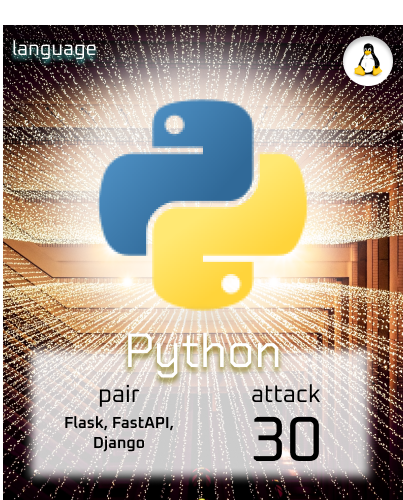 language
Python
pair
attack
Flask, FastAPI,
Django
30